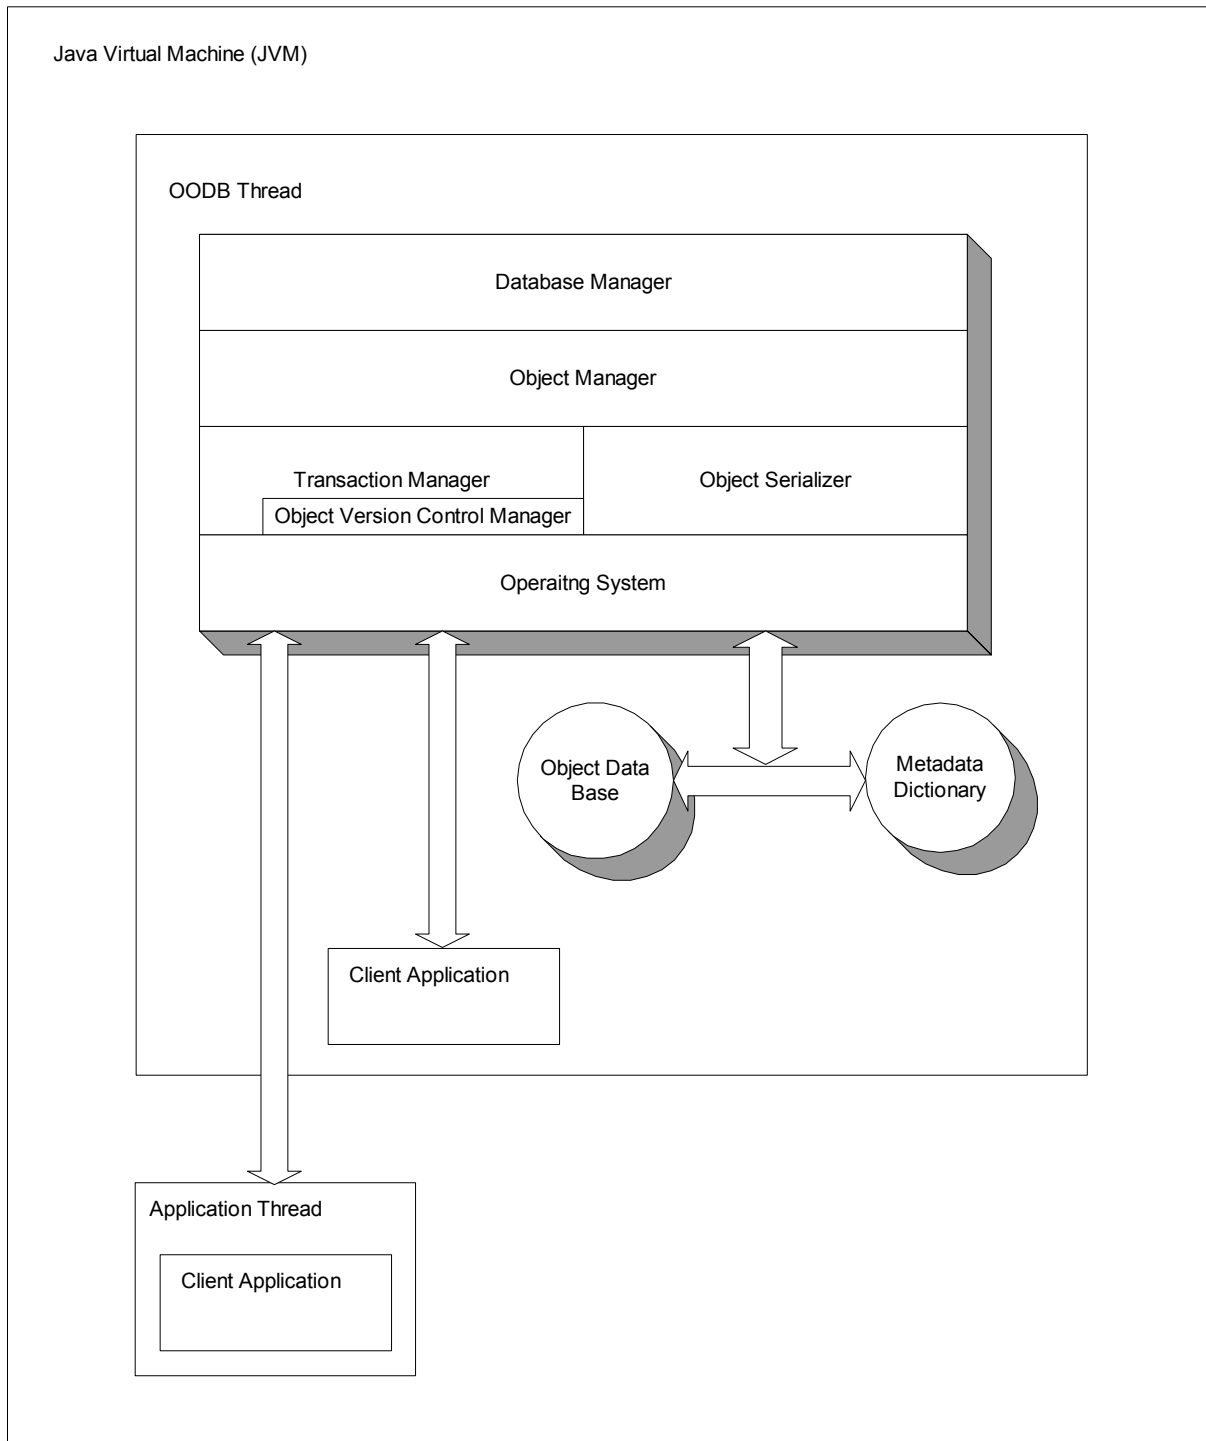 Java Virtual Machine (JVM)
OODB Thread
Database Manager
Object Manager
Transaction Manager
Object Serializer
Object Version Control Manager
Operaitng System
Object Data
Base
Metadata
Dictionary
Client Application
Application Thread
Client Application